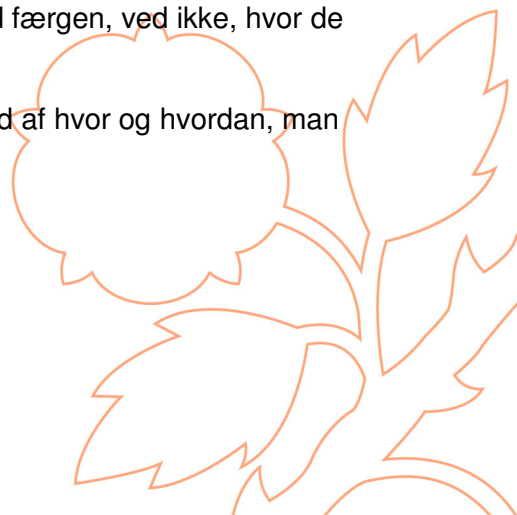 færgen, ved ikke, hvor de
af hvor og hvordan, man